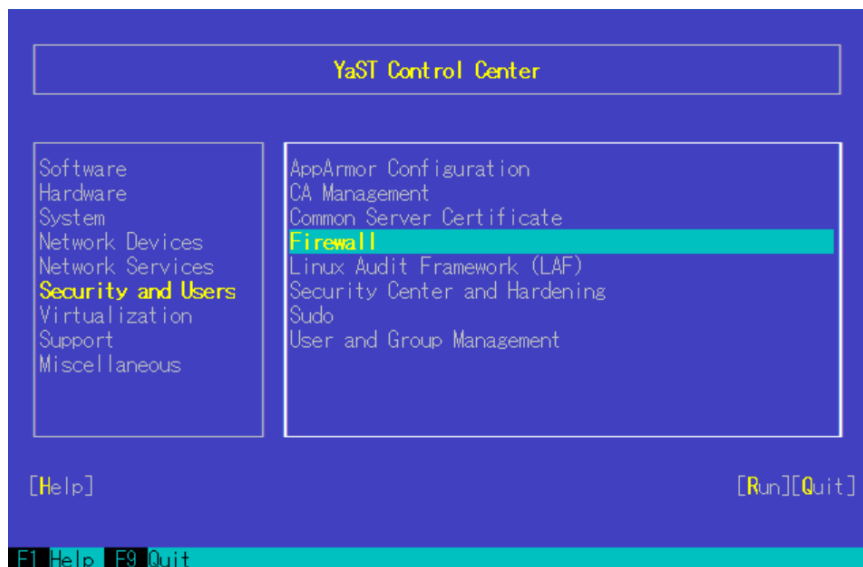 YaST Control Center
Software
Hardware
System
Network Devices
Network Services
Security and Users
Virtualization
Support
Miscellaneous
AppArmor Configuration
CA Management
Common Server Certificate
Firewall
Linux Audit Framework (LAF)
Security Center and Hardening
Sudo
User and Group Management
[Help] [Run][Quit]
F1 Help F9 Quit